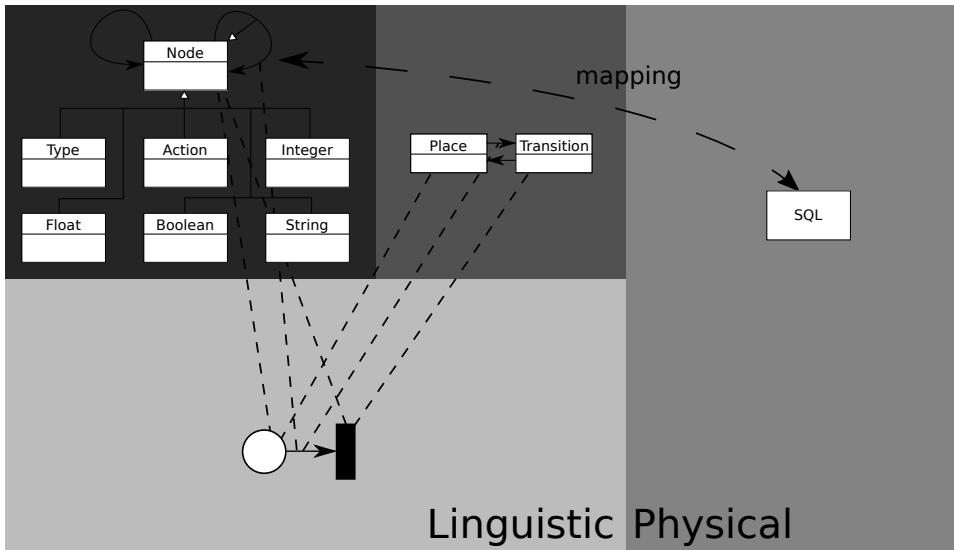 Node
mapping
Type
Action
Integer
Place
Transition
Float
Boolean
String
SQL
Linguistic
Physical